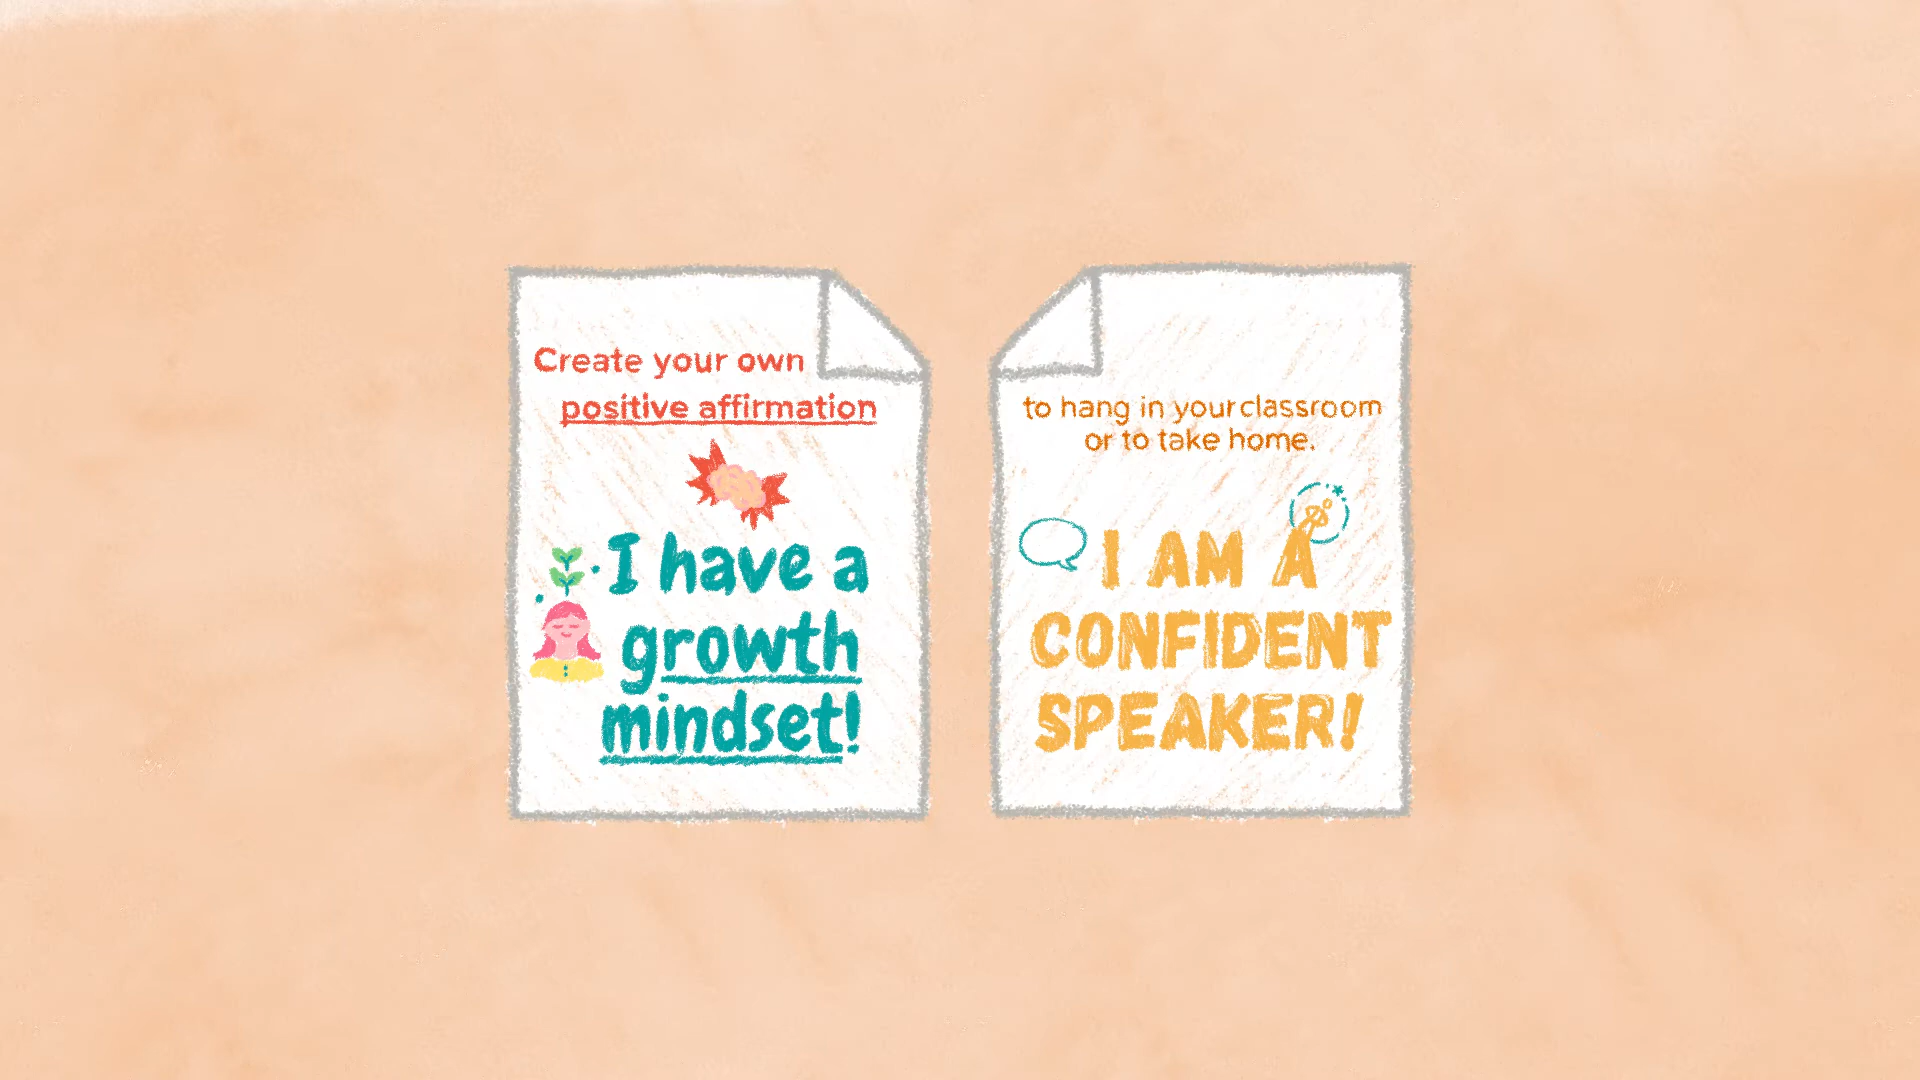 Create your own
positive affirmation
I have a
growth
mindset!
to hang in your classroom
or to take home.
I AM A
CONFIDENT
SPEAKER!